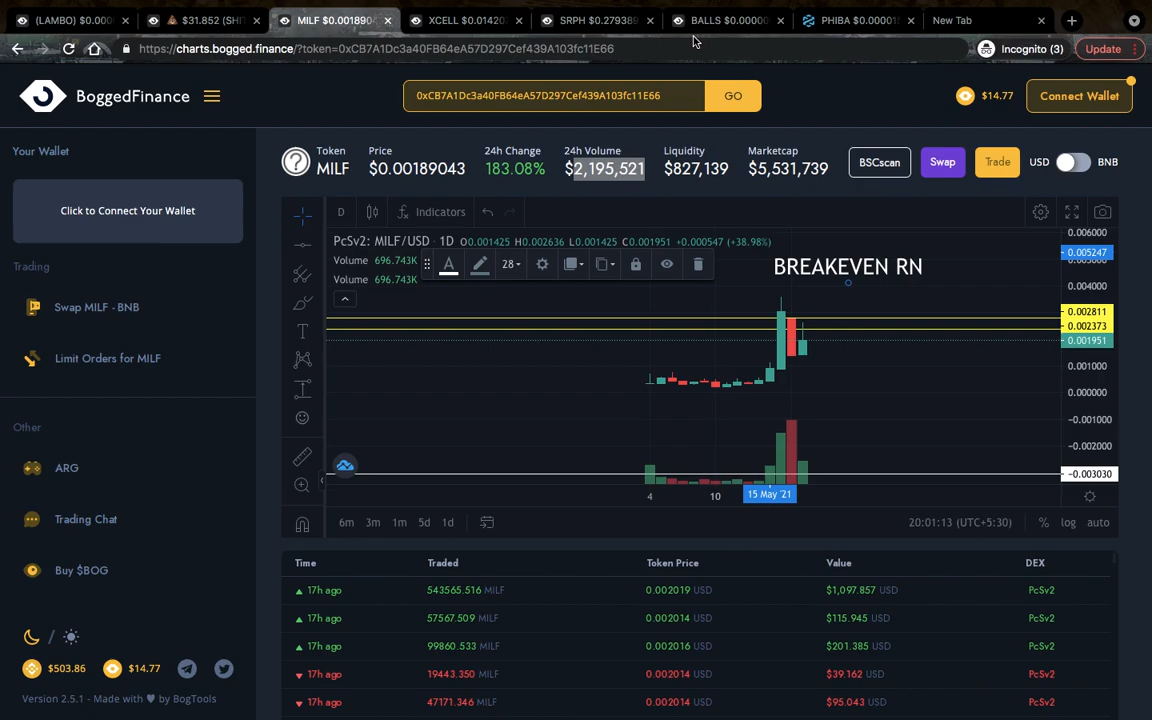 (LAMBO) $0.000 × 💩 $31.852 (SHI × MILF $0.001890 × XCELL $0.01420 × SRPH $0.279389 × BALLS $0.00000 × PHIBA $0.00001 × New Tab × +
https://charts.bogged.finance/?token=0xCB7A1Dc3a40FB64eA57D297Cef439A103fc11E66 Incognito (3) Update
BoggedFinance 0xCB7A1Dc3a40FB64eA57D297Cef439A103fc11E66 GO $14.77 Connect Wallet
Your Wallet
Click to Connect Your Wallet
Trading
Swap MILF - BNB
Limit Orders for MILF
Other
ARG
Trading Chat
Buy $BOG
$503.86 $14.77
Version 2.5.1 - Made with ♥ by BogTools
Token Price 24h Change 24h Volume Liquidity Marketcap
MILF $0.00189043 183.08% $2,195,521 $827,139 $5,531,739 BSCscan Swap Trade USD BNB
D Indicators
PcSv2: MILF/USD · 1D O0.001425 H0.002636 L0.001425 C0.001951 +0.000547 (+38.98%)
Volume 696.743K
Volume 696.743K
A 28
BREAKEVEN RN
0.006000
0.005247
0.004000
0.002811
0.002373
0.001951
0.001000
0.000000
−0.001000
−0.002000
−0.003030
4 10 15 May '21
6m 3m 1m 5d 1d 20:01:13 (UTC+5:30) % log auto
Time Traded Token Price Value DEX
17h ago 543565.516 MILF 0.002019 USD $1,097.857 USD PcSv2
17h ago 57567.509 MILF 0.002014 USD $115.945 USD PcSv2
17h ago 99860.533 MILF 0.002016 USD $201.385 USD PcSv2
17h ago 19443.350 MILF 0.002014 USD $39.162 USD PcSv2
17h ago 47171.346 MILF 0.002014 USD $95.043 USD PcSv2